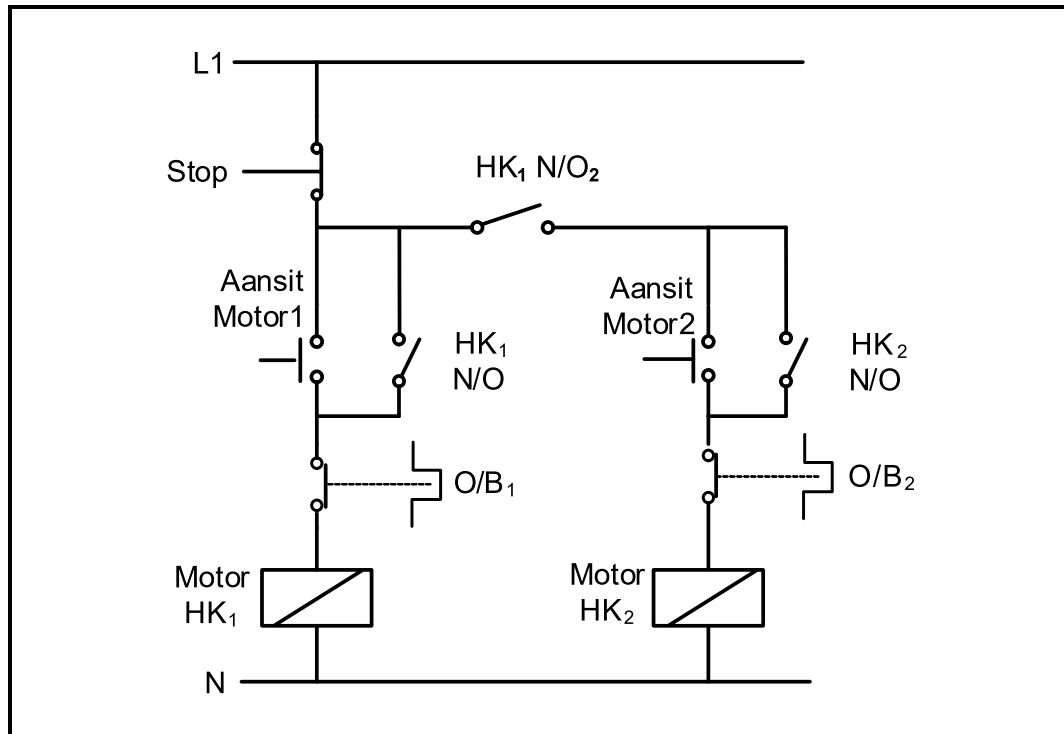 L1
Stop
HK₁ N/O₂
Aansit
Motor1
HK₁
N/O
Aansit
Motor2
HK₂
N/O
O/B₁
O/B₂
Motor
HK₁
Motor
HK₂
N